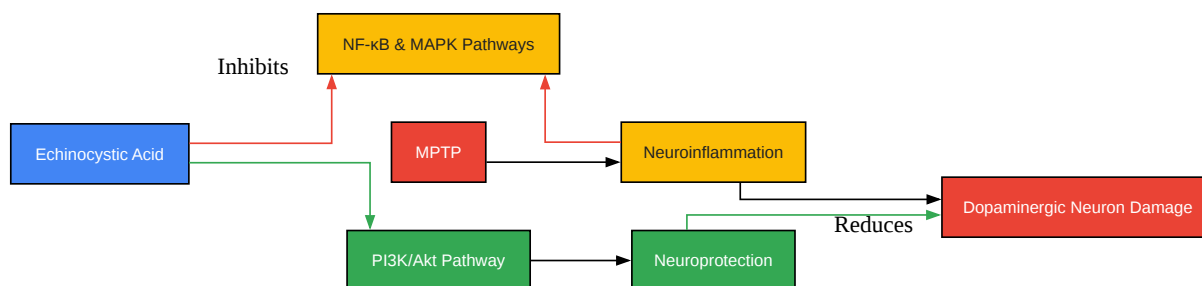 NF-κB & MAPK Pathways
Inhibits
Echinocystic Acid
MPTP
Neuroinflammation
Dopaminergic Neuron Damage
Reduces
PI3K/Akt Pathway
Neuroprotection